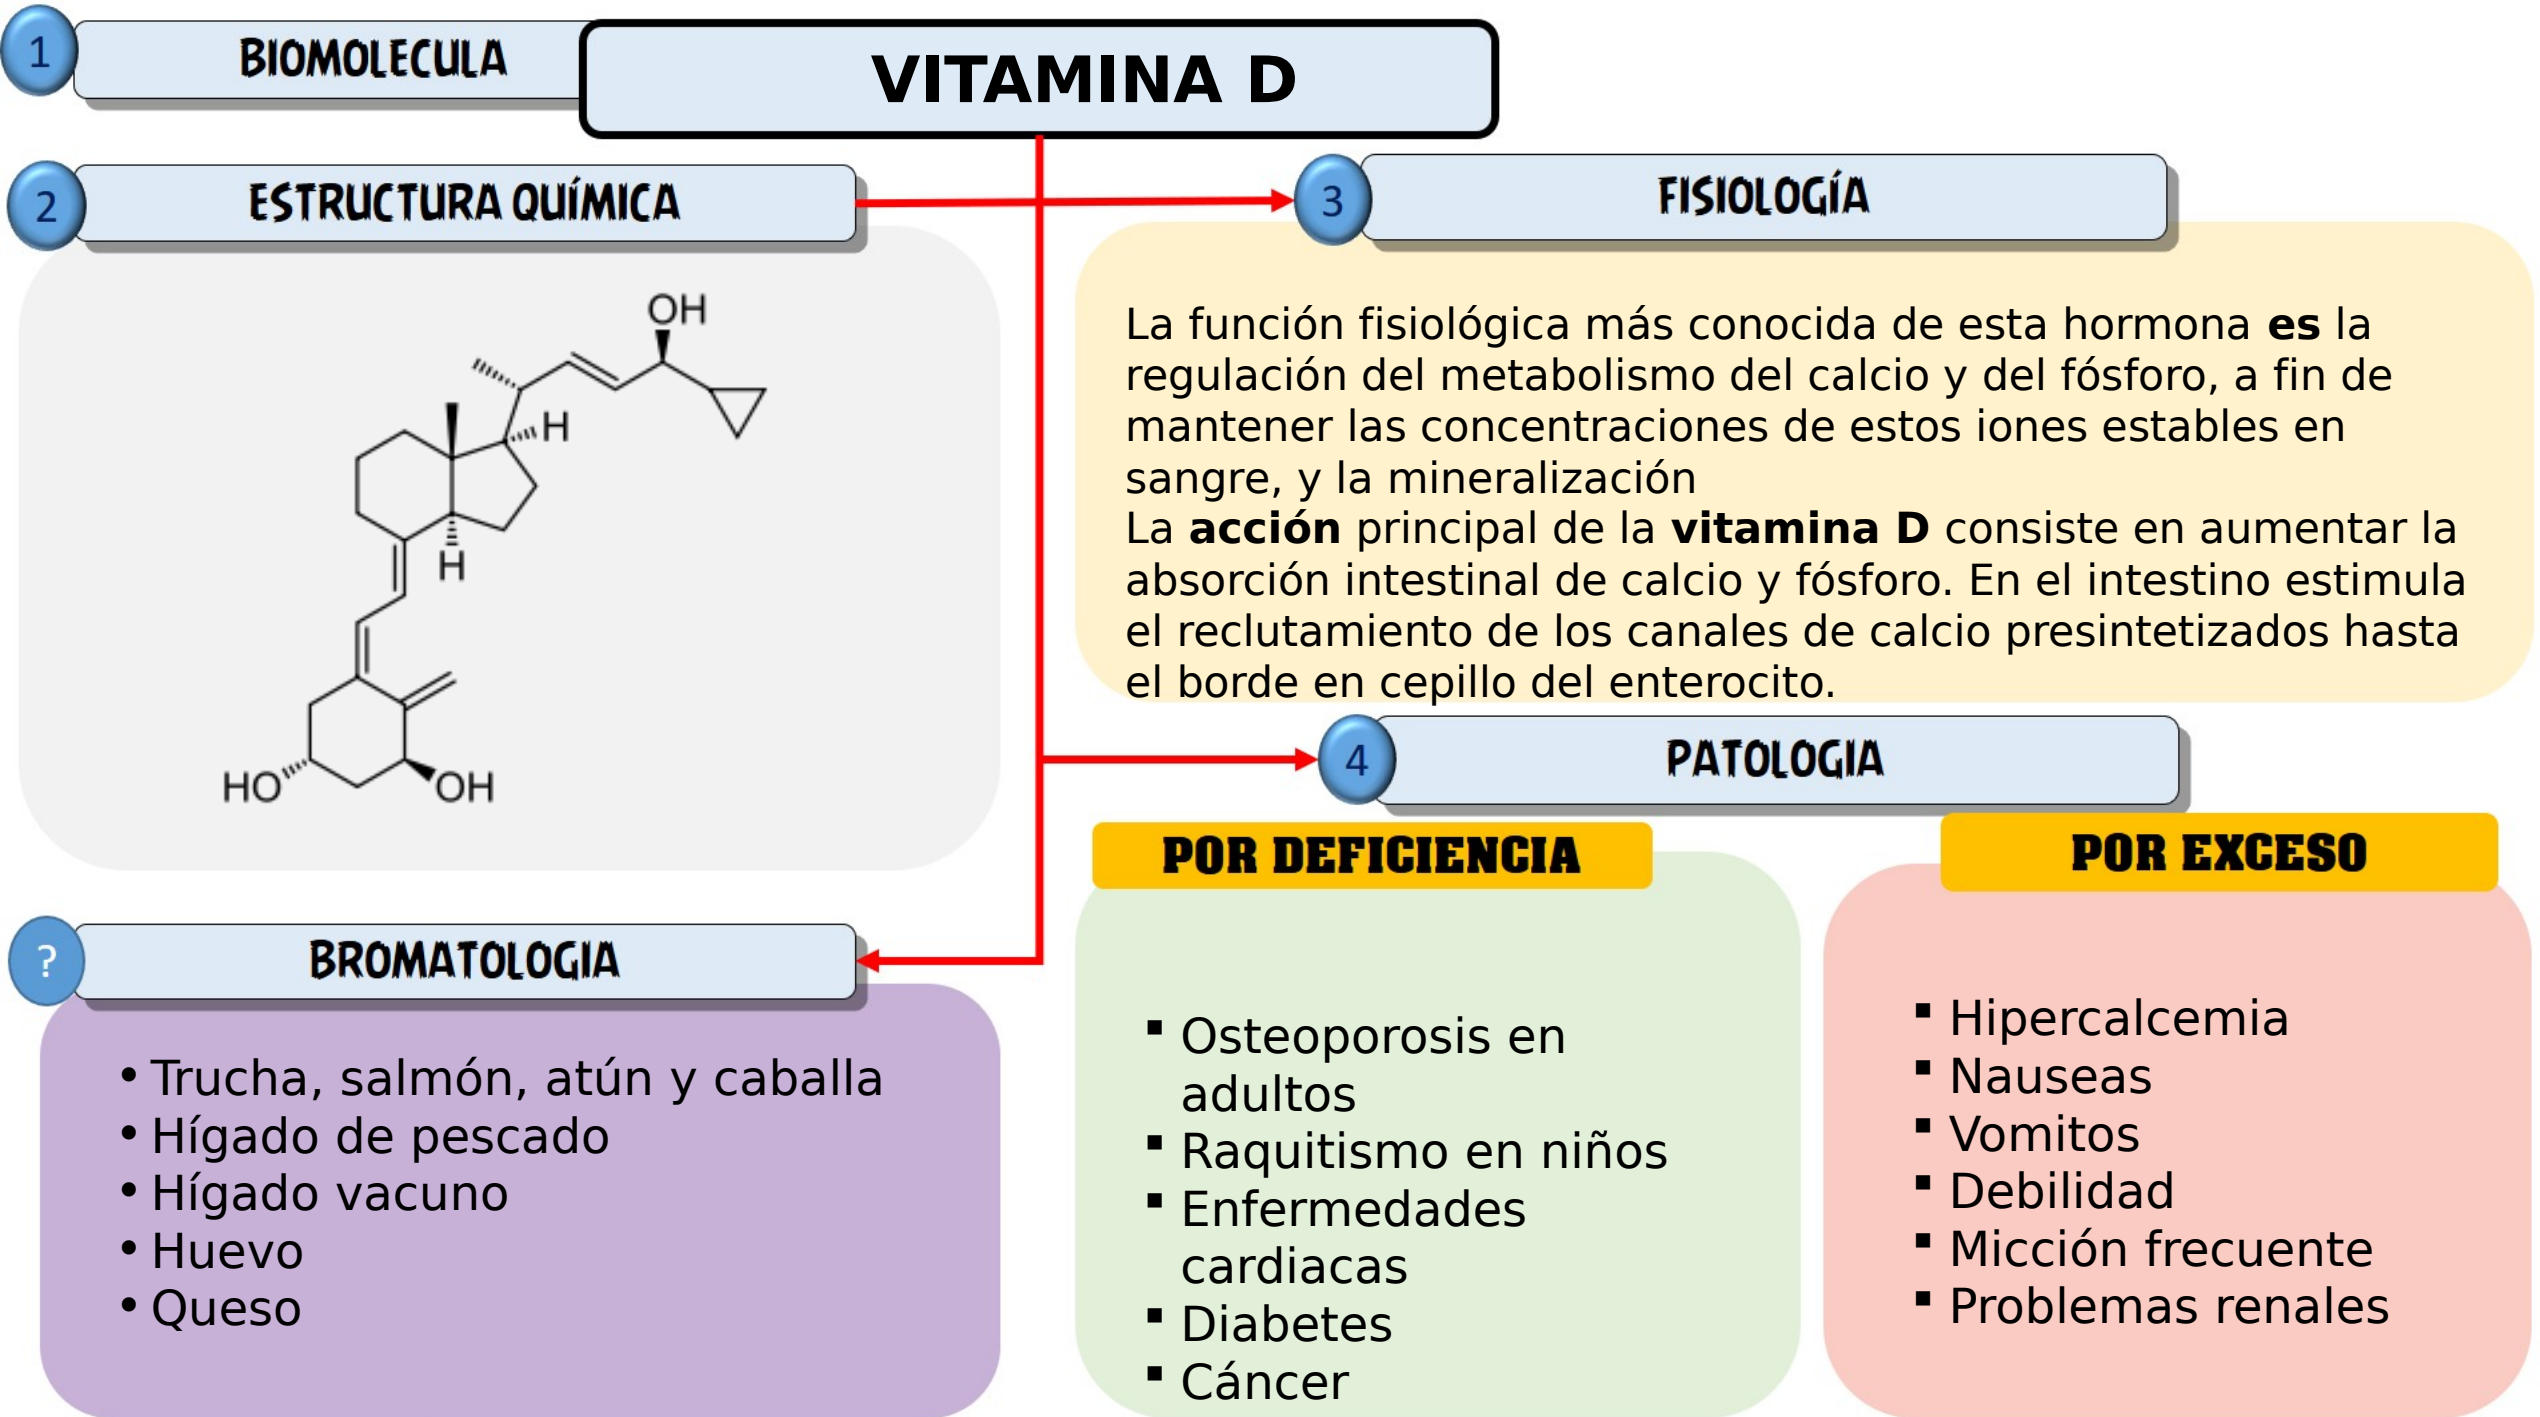 1
BIOMOLECULA
VITAMINA D
2
ESTRUCTURA QUÍMICA
OH
H
H
HO
OH
3
FISIOLOGÍA
La función fisiológica más conocida de esta hormona es la
regulación del metabolismo del calcio y del fósforo, a fin de
mantener las concentraciones de estos iones estables en
sangre, y la mineralización
La acción principal de la vitamina D consiste en aumentar la
absorción intestinal de calcio y fósforo. En el intestino estimula
el reclutamiento de los canales de calcio presintetizados hasta
el borde en cepillo del enterocito.
4
PATOLOGIA
POR DEFICIENCIA
▪ Osteoporosis en
adultos
▪ Raquitismo en niños
▪ Enfermedades
cardiacas
▪ Diabetes
▪ Cáncer
POR EXCESO
▪ Hipercalcemia
▪ Nauseas
▪ Vomitos
▪ Debilidad
▪ Micción frecuente
▪ Problemas renales
?
BROMATOLOGIA
• Trucha, salmón, atún y caballa
• Hígado de pescado
• Hígado vacuno
• Huevo
• Queso